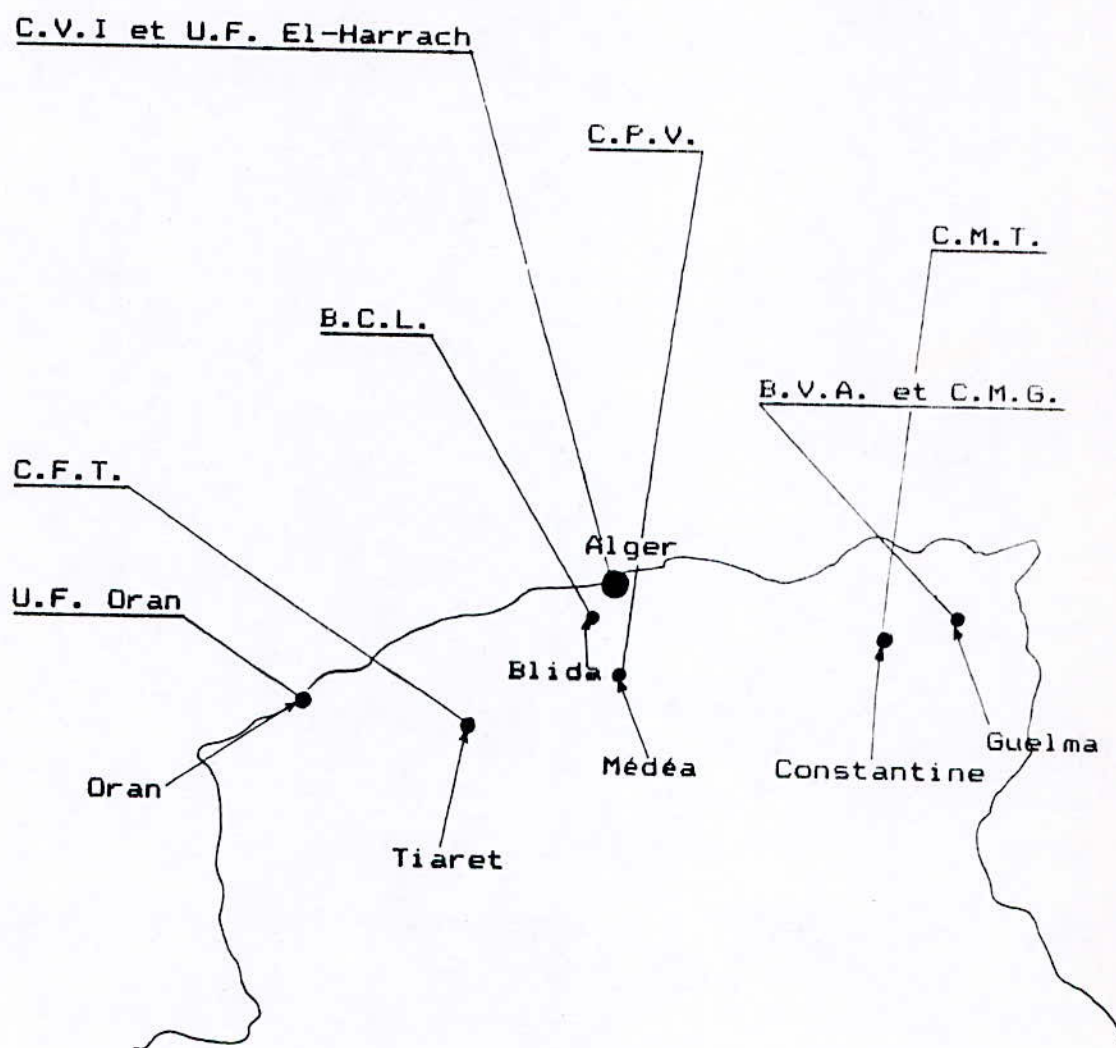 C.V.I et U.F. El-Harrach
C.P.V.
C.M.T.
B.C.L.
B.V.A. et C.M.G.
C.F.T.
Alger
U.F. Oran
Blida
Médéa
Guelma
Constantine
Oran
Tiaret